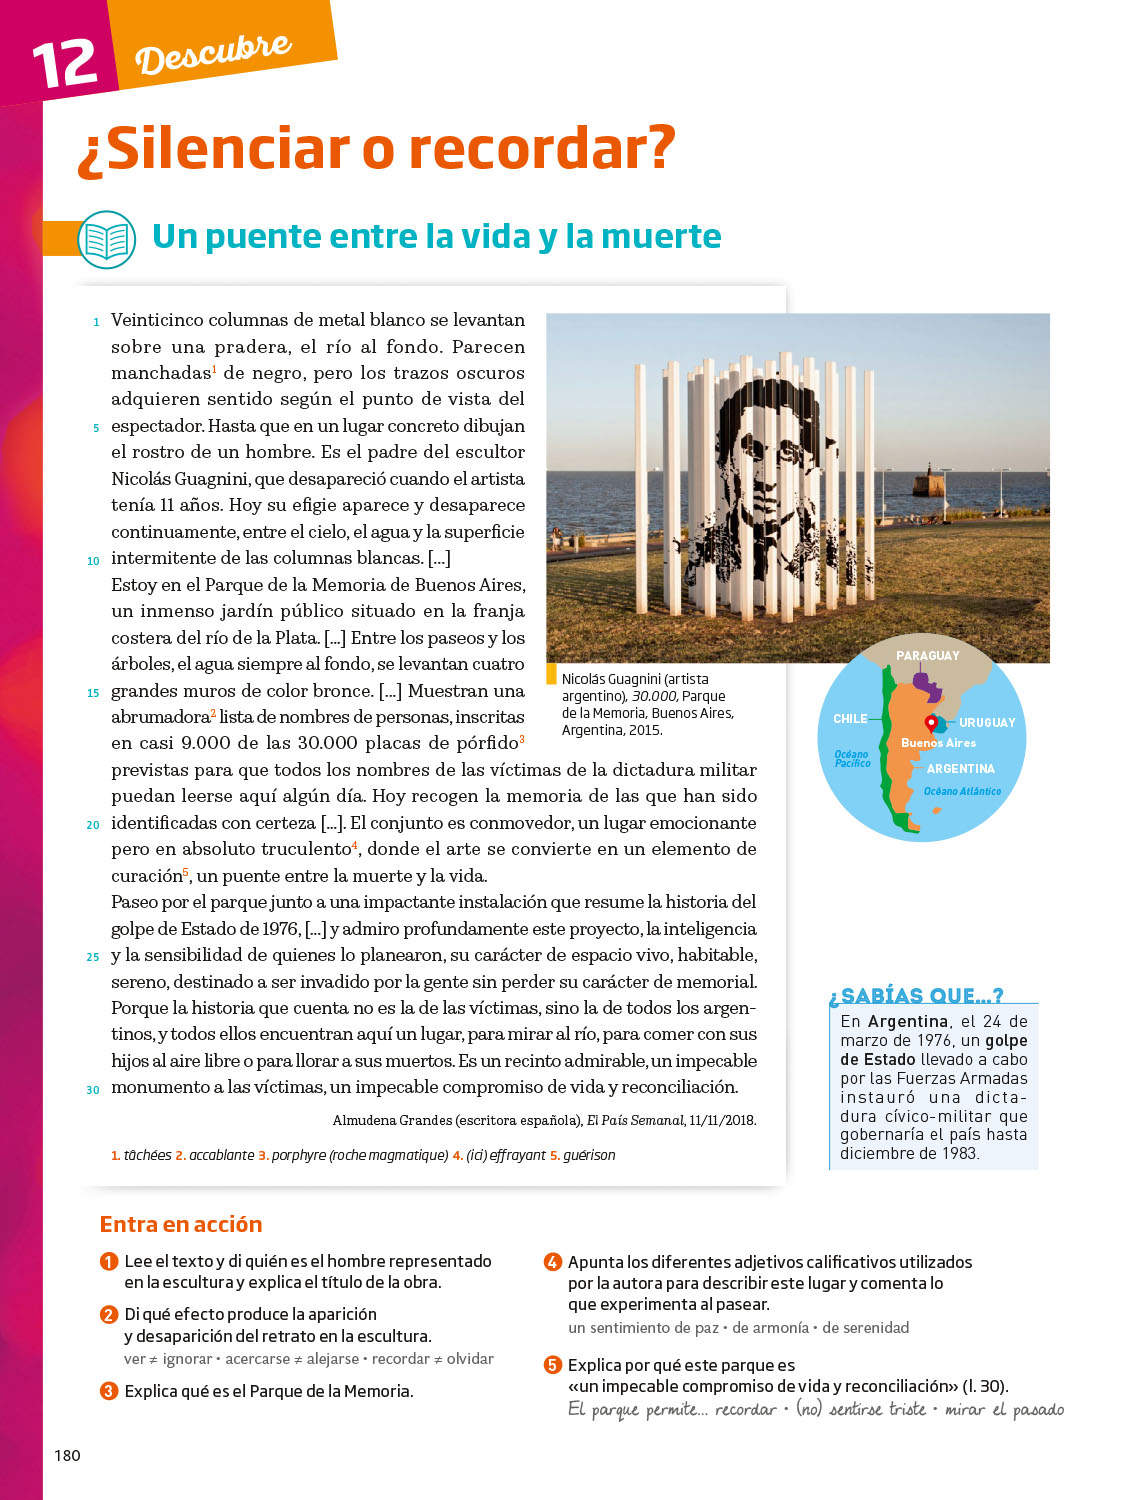 12 Descubre
¿Silenciar o recordar?
Un puente entre la vida y la muerte
1 Veinticinco columnas de metal blanco se levantan
sobre una pradera, el río al fondo. Parecen
manchadas1 de negro, pero los trazos oscuros
adquieren sentido según el punto de vista del
5 espectador. Hasta que en un lugar concreto dibujan
el rostro de un hombre. Es el padre del escultor
Nicolás Guagnini, que desapareció cuando el artista
tenía 11 años. Hoy su efigie aparece y desaparece
continuamente, entre el cielo, el agua y la superficie
10 intermitente de las columnas blancas. [...]
Estoy en el Parque de la Memoria de Buenos Aires,
un inmenso jardín público situado en la franja
costera del río de la Plata. [...] Entre los paseos y los
árboles, el agua siempre al fondo, se levantan cuatro
15 grandes muros de color bronce. [...] Muestran una
abrumadora2 lista de nombres de personas, inscritas
en casi 9.000 de las 30.000 placas de pórfido3
previstas para que todos los nombres de las víctimas de la dictadura militar
puedan leerse aquí algún día. Hoy recogen la memoria de las que han sido
20 identificadas con certeza [...]. El conjunto es conmovedor, un lugar emocionante
pero en absoluto truculento4, donde el arte se convierte en un elemento de
curación5, un puente entre la muerte y la vida.
Paseo por el parque junto a una impactante instalación que resume la historia del
golpe de Estado de 1976, [...] y admiro profundamente este proyecto, la inteligencia
25 y la sensibilidad de quienes lo planearon, su carácter de espacio vivo, habitable,
sereno, destinado a ser invadido por la gente sin perder su carácter de memorial.
Porque la historia que cuenta no es la de las víctimas, sino la de todos los argen-
tinos, y todos ellos encuentran aquí un lugar, para mirar al río, para comer con sus
hijos al aire libre o para llorar a sus muertos. Es un recinto admirable, un impecable
30 monumento a las víctimas, un impecable compromiso de vida y reconciliación.
Almudena Grandes (escritora española), El País Semanal, 11/11/2018.
1. tâchées 2. accablante 3. porphyre (roche magmatique) 4. (ici) effrayant 5. guérison
Nicolás Guagnini (artista
argentino), 30.000, Parque
de la Memoria, Buenos Aires,
Argentina, 2015.
PARAGUAY
CHILE
URUGUAY
Buenos Aires
Océano
Pacífico
ARGENTINA
Océano Atlántico
¿SABÍAS QUE...?
En Argentina, el 24 de
marzo de 1976, un golpe
de Estado llevado a cabo
por las Fuerzas Armadas
instauró una dicta-
dura cívico-militar que
gobernaría el país hasta
diciembre de 1983.
Entra en acción
1 Lee el texto y di quién es el hombre representado
en la escultura y explica el título de la obra.
2 Di qué efecto produce la aparición
y desaparición del retrato en la escultura.
ver ≠ ignorar • acercarse ≠ alejarse • recordar ≠ olvidar
3 Explica qué es el Parque de la Memoria.
4 Apunta los diferentes adjetivos calificativos utilizados
por la autora para describir este lugar y comenta lo
que experimenta al pasear.
un sentimiento de paz • de armonía • de serenidad
5 Explica por qué este parque es
«un impecable compromiso de vida y reconciliación» (l. 30).
El parque permite... recordar • (no) sentirse triste • mirar el pasado
180